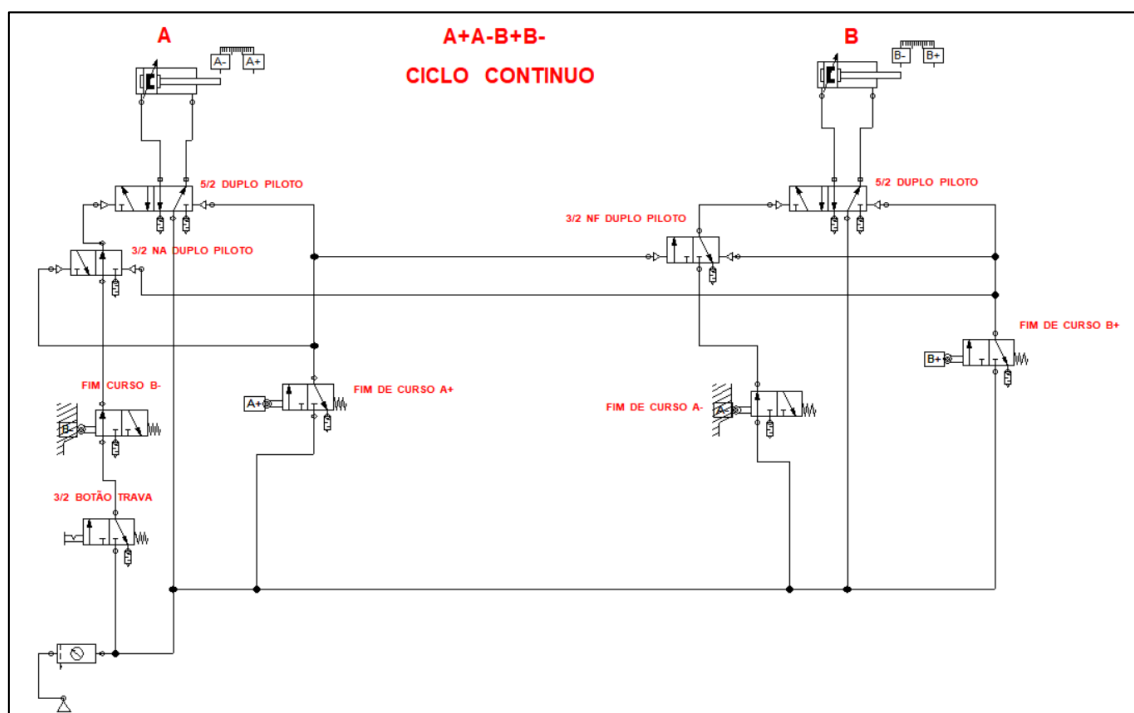 A
A+A-B+B-
B
CICLO CONTINUO
A-
A+
B-
B+
5/2 DUPLO PILOTO
5/2 DUPLO PILOTO
3/2 NF DUPLO PILOTO
3/2 NA DUPLO PILOTO
FIM DE CURSO B+
B+
FIM CURSO B-
FIM DE CURSO A+
A+
FIM DE CURSO A-
A-
B-
3/2 BOTÃO TRAVA